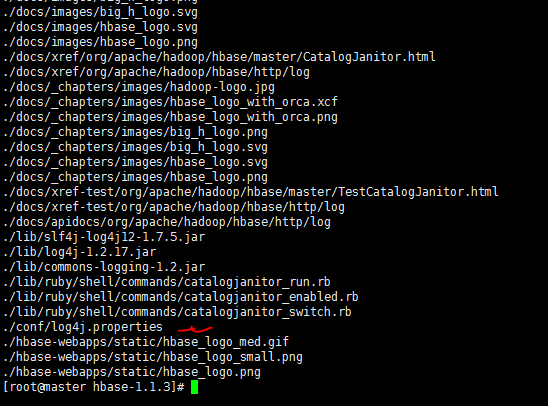 ./docs/images/big_h_logo.png
./docs/images/big_h_logo.svg
./docs/images/hbase_logo.svg
./docs/images/hbase_logo.png
./docs/xref/org/apache/hadoop/hbase/master/CatalogJanitor.html
./docs/xref/org/apache/hadoop/hbase/http/log
./docs/_chapters/images/hadoop-logo.jpg
./docs/_chapters/images/hbase_logo_with_orca.xcf
./docs/_chapters/images/hbase_logo_with_orca.png
./docs/_chapters/images/big_h_logo.png
./docs/_chapters/images/big_h_logo.svg
./docs/_chapters/images/hbase_logo.svg
./docs/_chapters/images/hbase_logo.png
./docs/xref-test/org/apache/hadoop/hbase/master/TestCatalogJanitor.html
./docs/xref-test/org/apache/hadoop/hbase/http/log
./docs/apidocs/org/apache/hadoop/hbase/http/log
./lib/slf4j-log4j12-1.7.5.jar
./lib/log4j-1.2.17.jar
./lib/commons-logging-1.2.jar
./lib/ruby/shell/commands/catalogjanitor_run.rb
./lib/ruby/shell/commands/catalogjanitor_enabled.rb
./lib/ruby/shell/commands/catalogjanitor_switch.rb
./conf/log4j.properties
./hbase-webapps/static/hbase_logo_med.gif
./hbase-webapps/static/hbase_logo_small.png
./hbase-webapps/static/hbase_logo.png
[root@master hbase-1.1.3]#